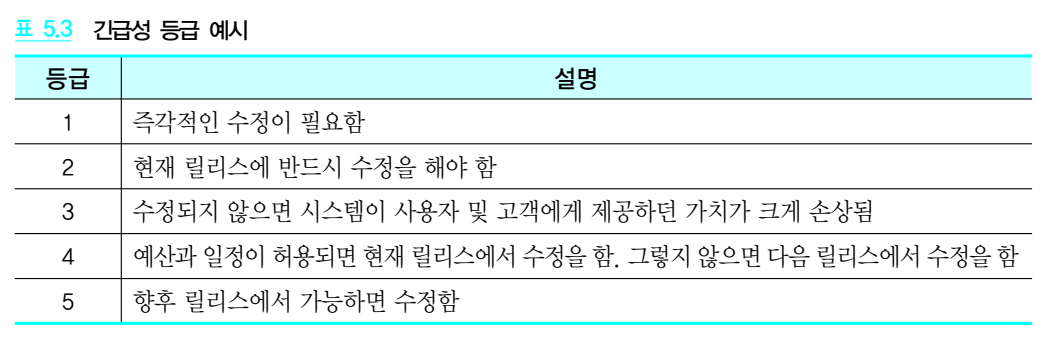 표 5.3 긴급성 등급 예시
등급 설명
1 즉각적인 수정이 필요함
2 현재 릴리스에 반드시 수정을 해야 함
3 수정되지 않으면 시스템이 사용자 및 고객에게 제공하던 가치가 크게 손상됨
4 예산과 일정이 허용되면 현재 릴리스에서 수정을 함. 그렇지 않으면 다음 릴리스에서 수정을 함
5 향후 릴리스에서 가능하면 수정함